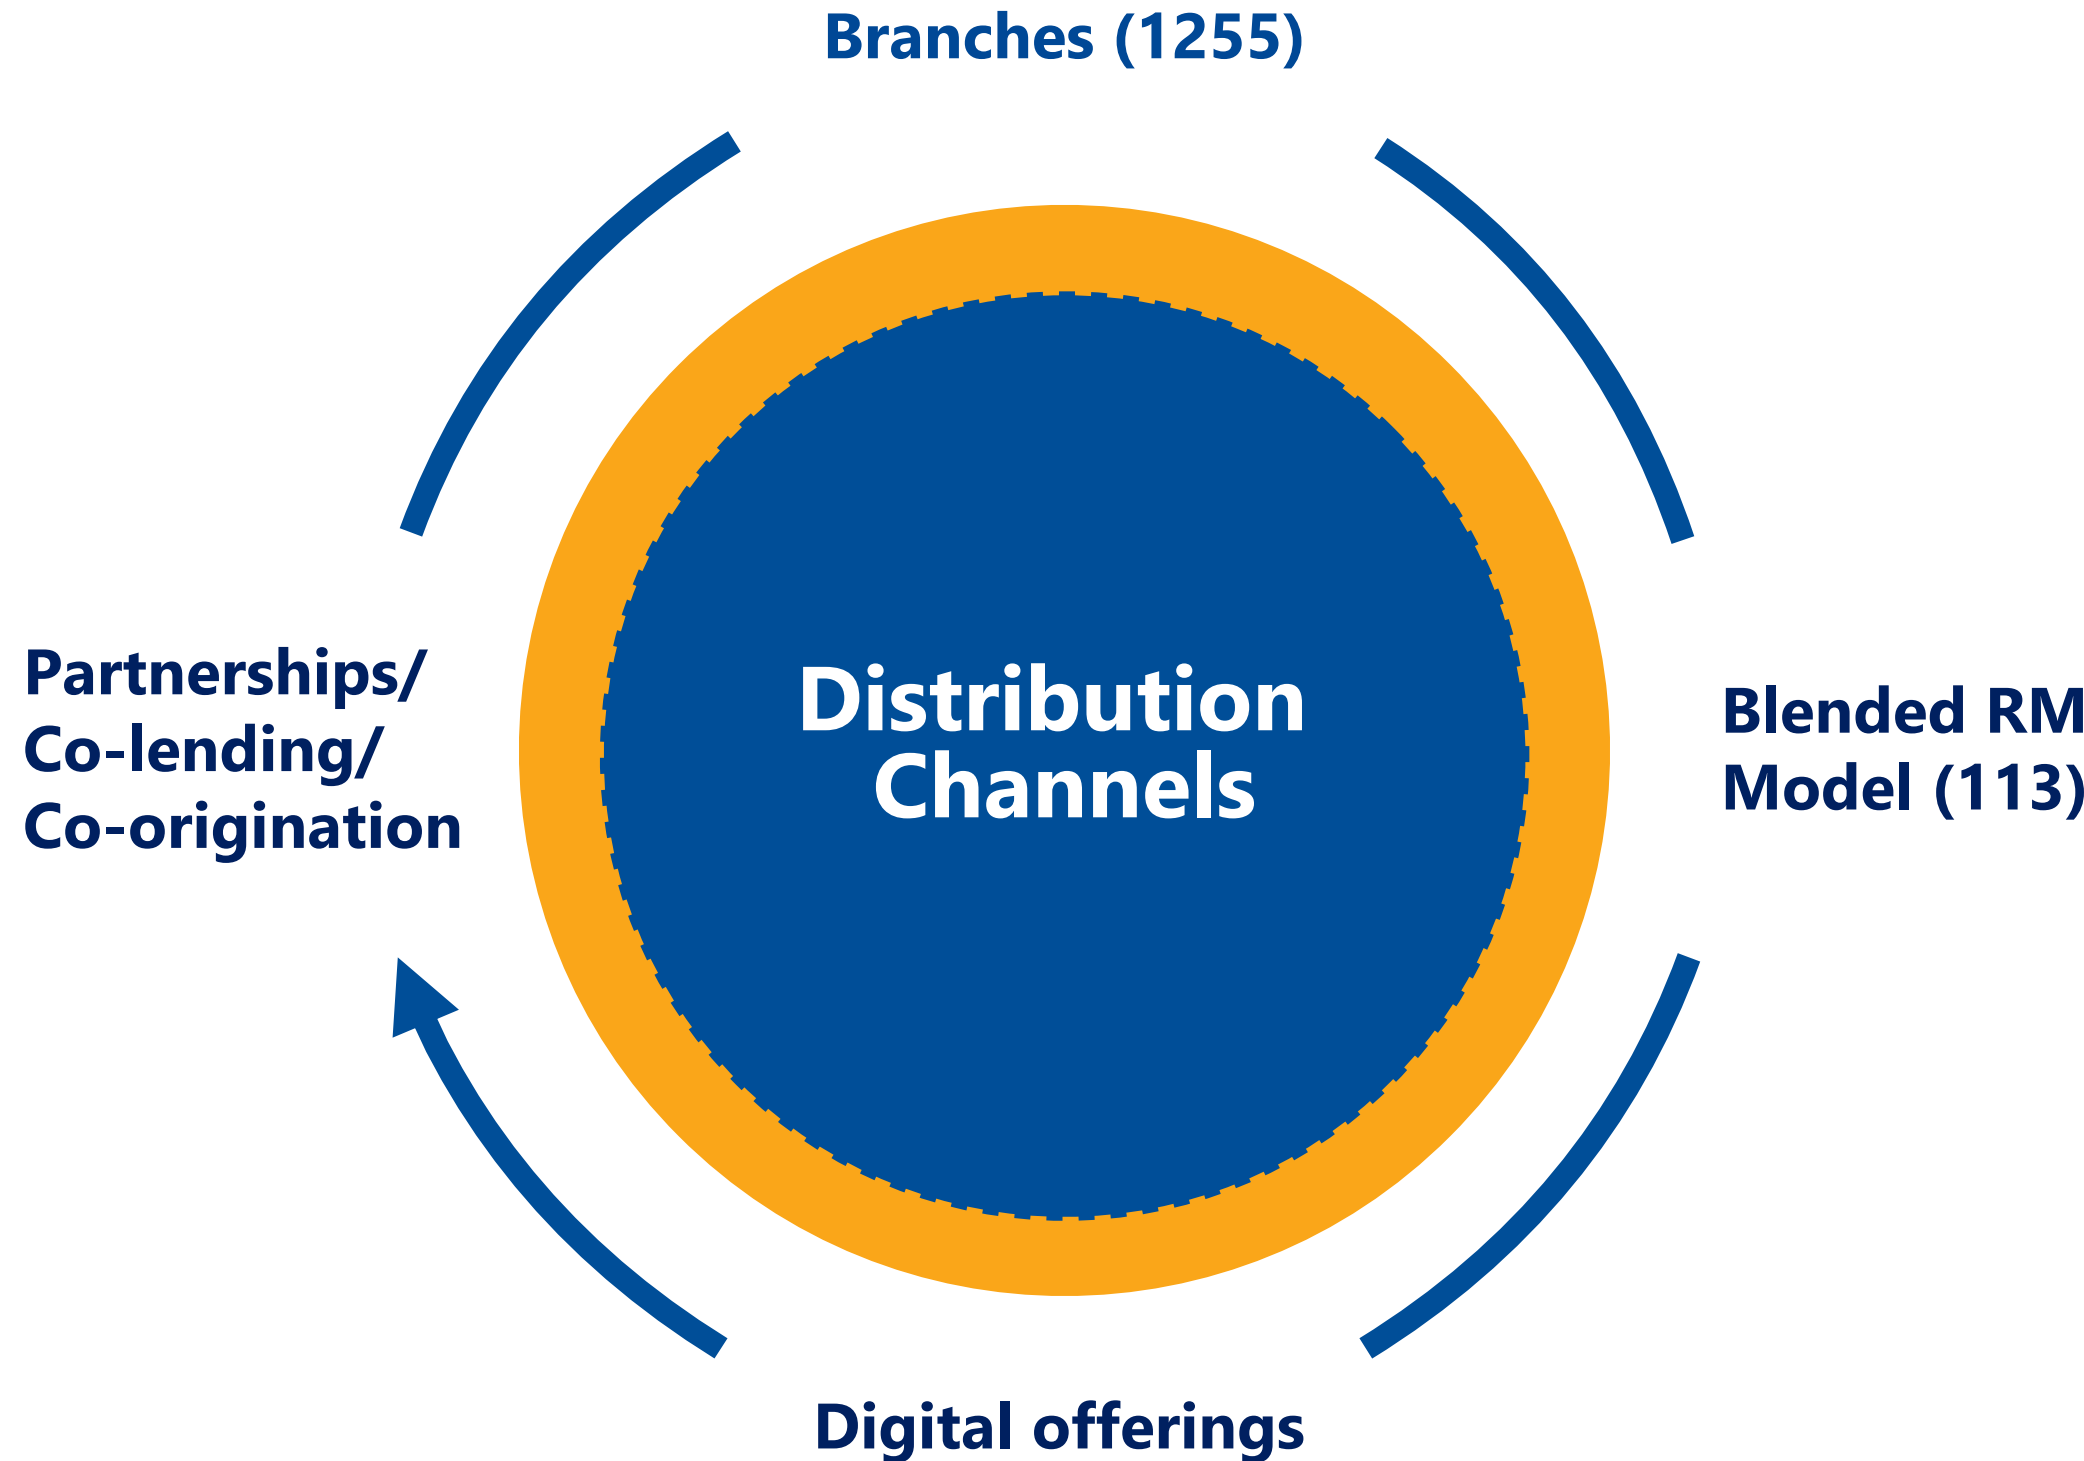 Branches (1255)
Partnerships/
Co-lending/
Co-origination
Distribution
Channels
Blended RM
Model (113)
Digital offerings